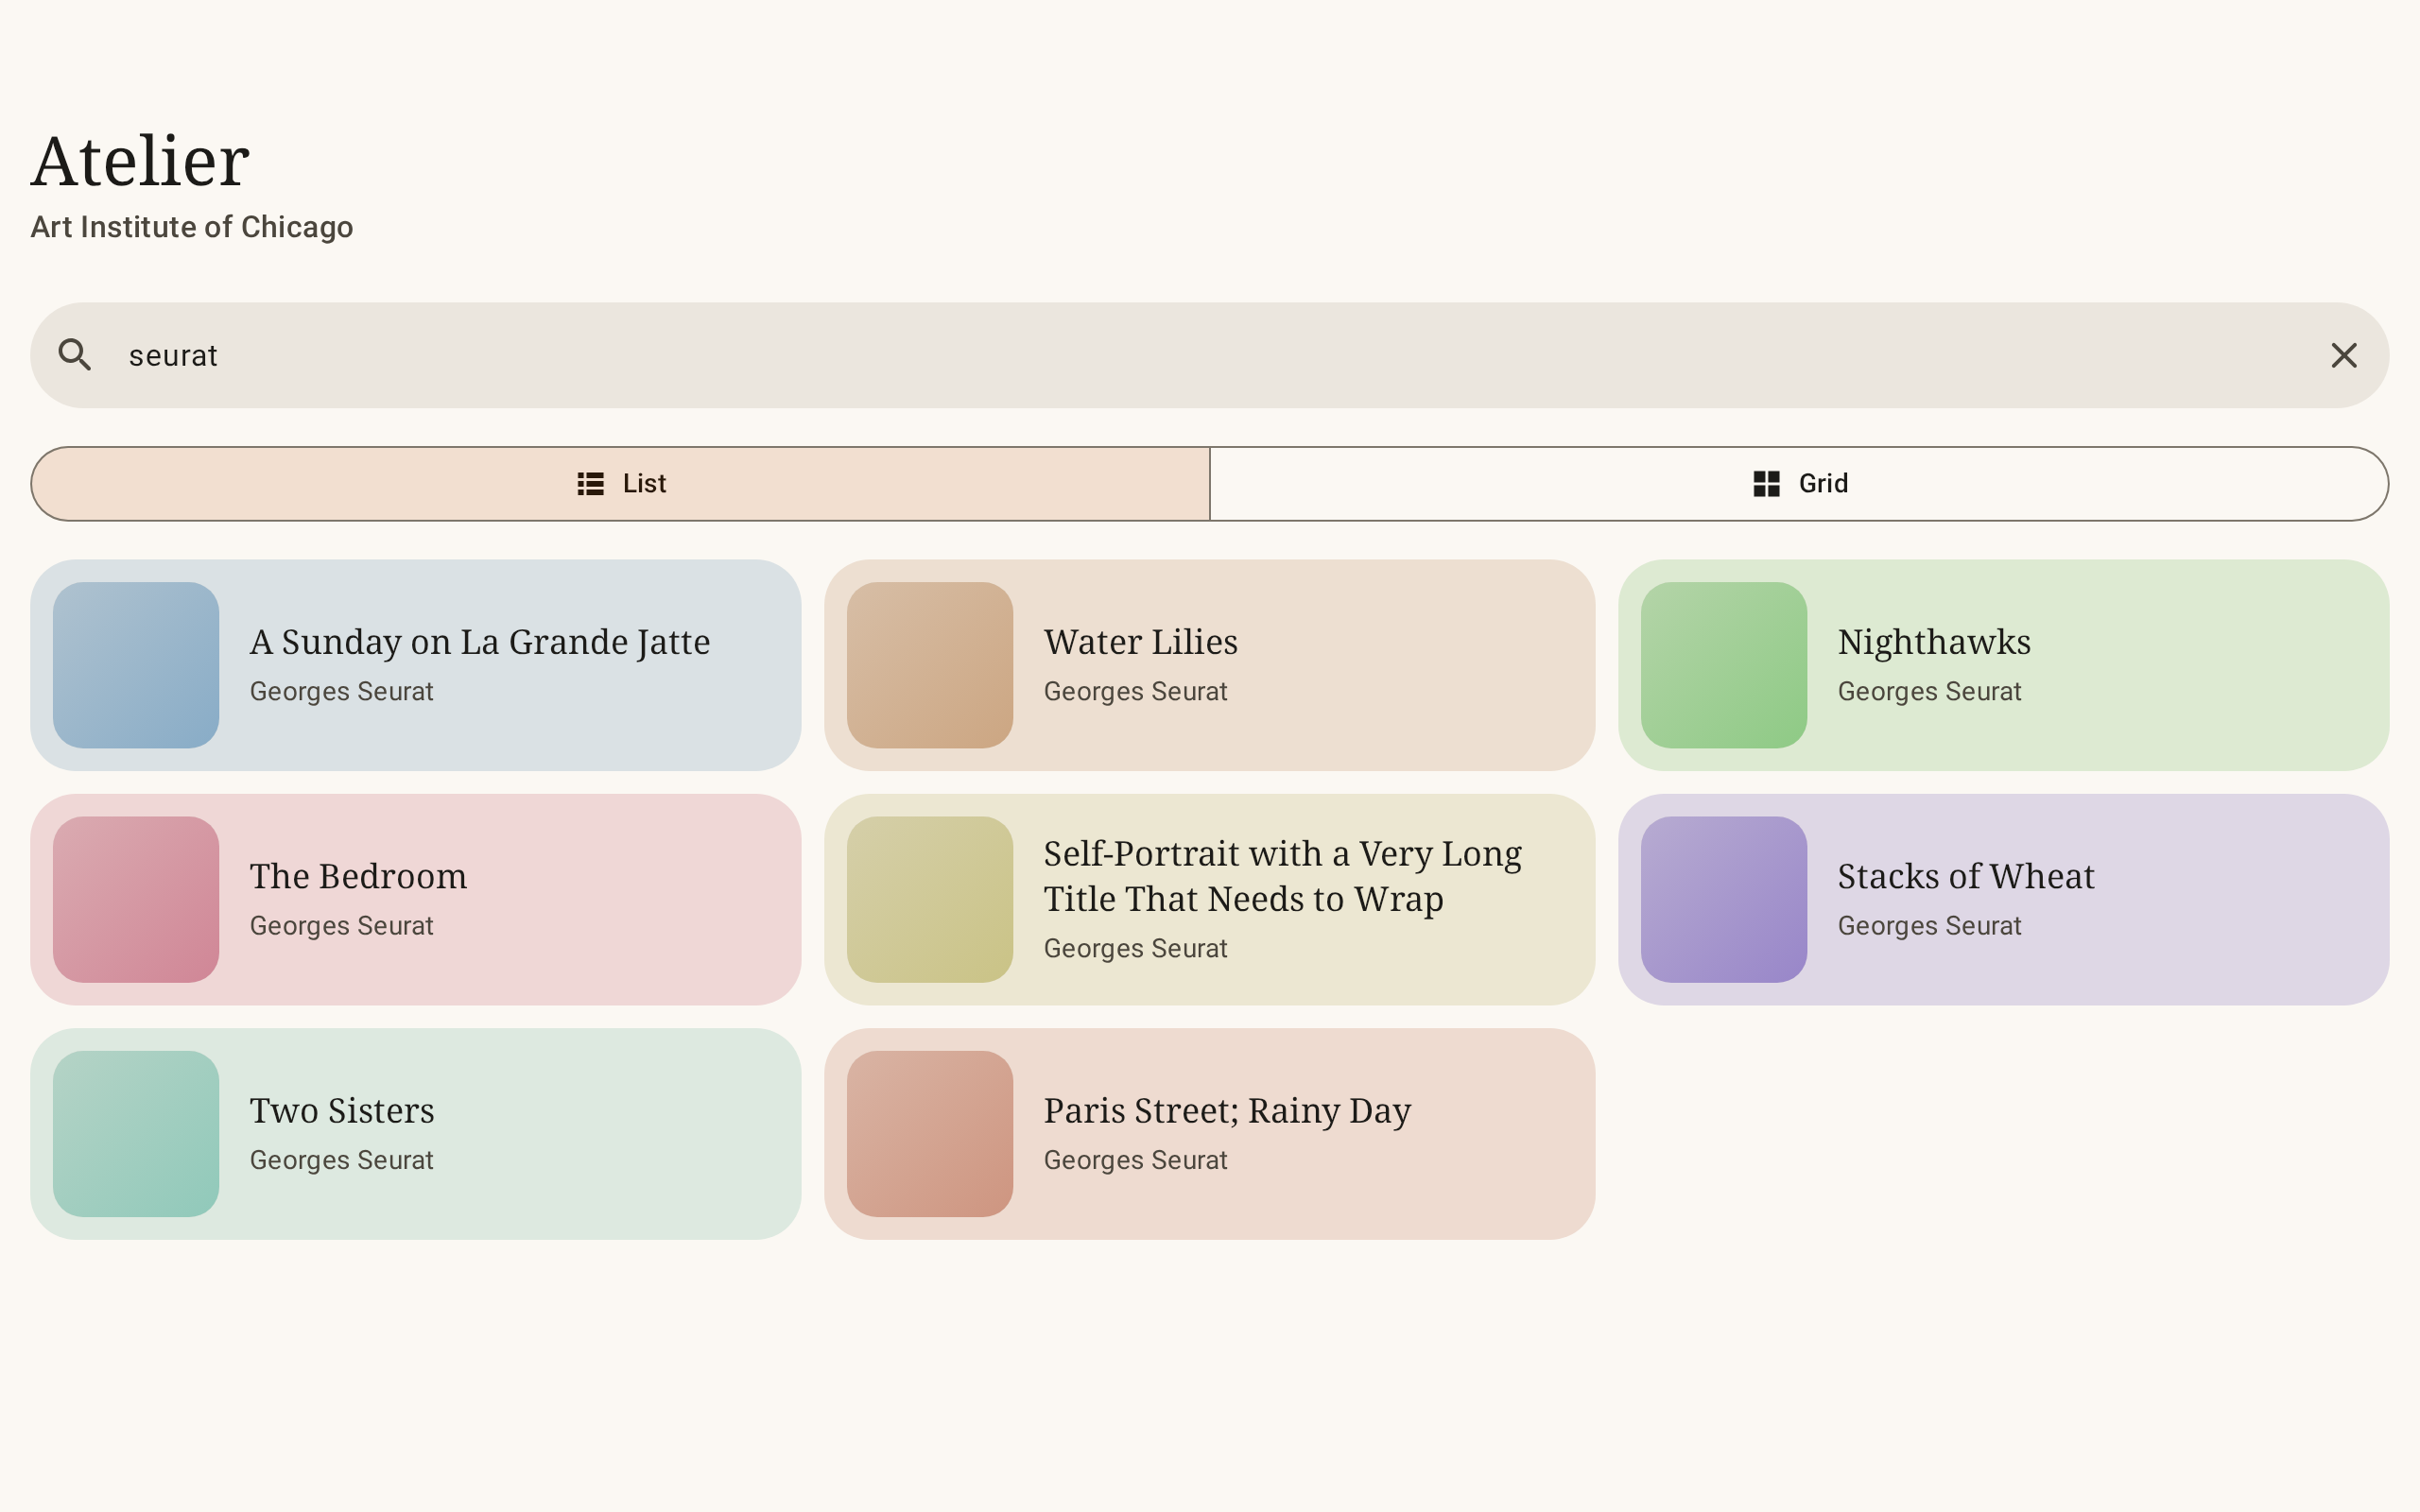 Atelier
Art Institute of Chicago
seurat
List
Grid
A Sunday on La Grande Jatte
Georges Seurat
Water Lilies
Georges Seurat
Nighthawks
Georges Seurat
The Bedroom
Georges Seurat
Self-Portrait with a Very Long
Title That Needs to Wrap
Georges Seurat
Stacks of Wheat
Georges Seurat
Two Sisters
Georges Seurat
Paris Street; Rainy Day
Georges Seurat